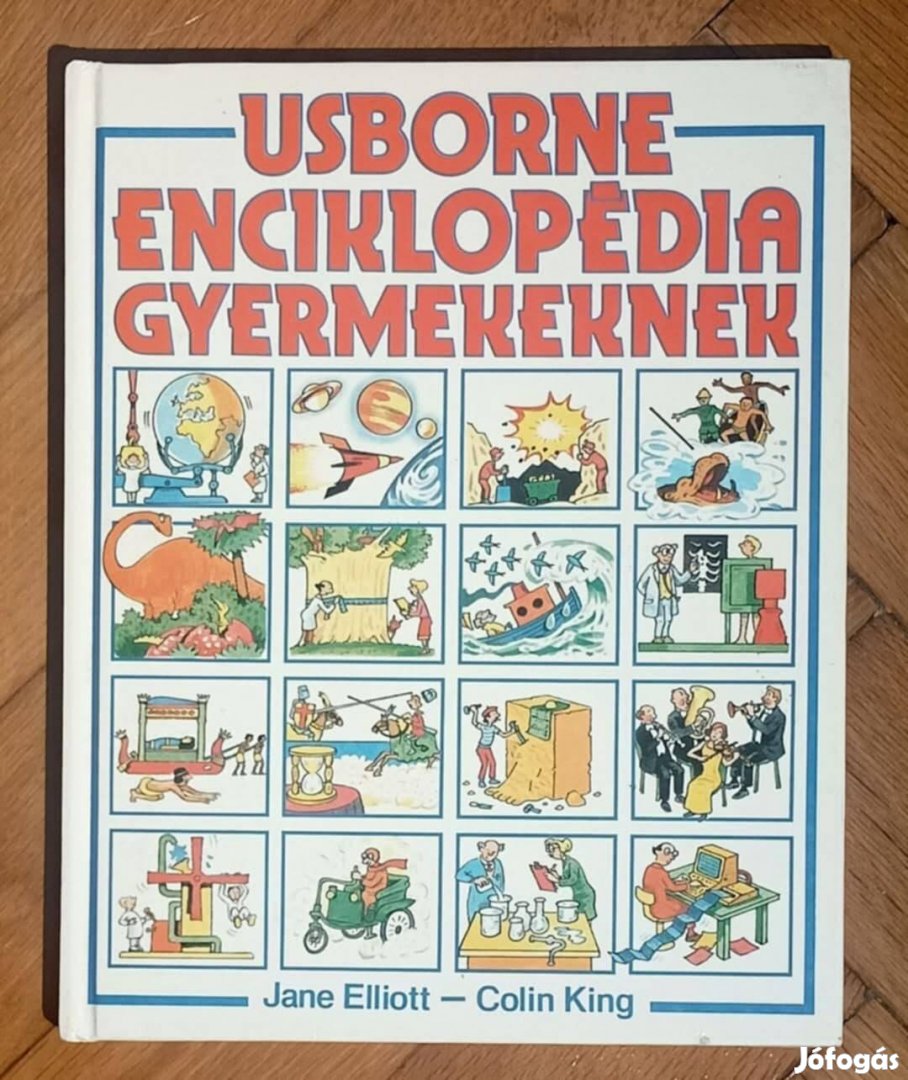 USBORNE
ENCIKLOPÉDIA
GYERMEKEKNEK
Jane Elliott – Colin King
Jófogás